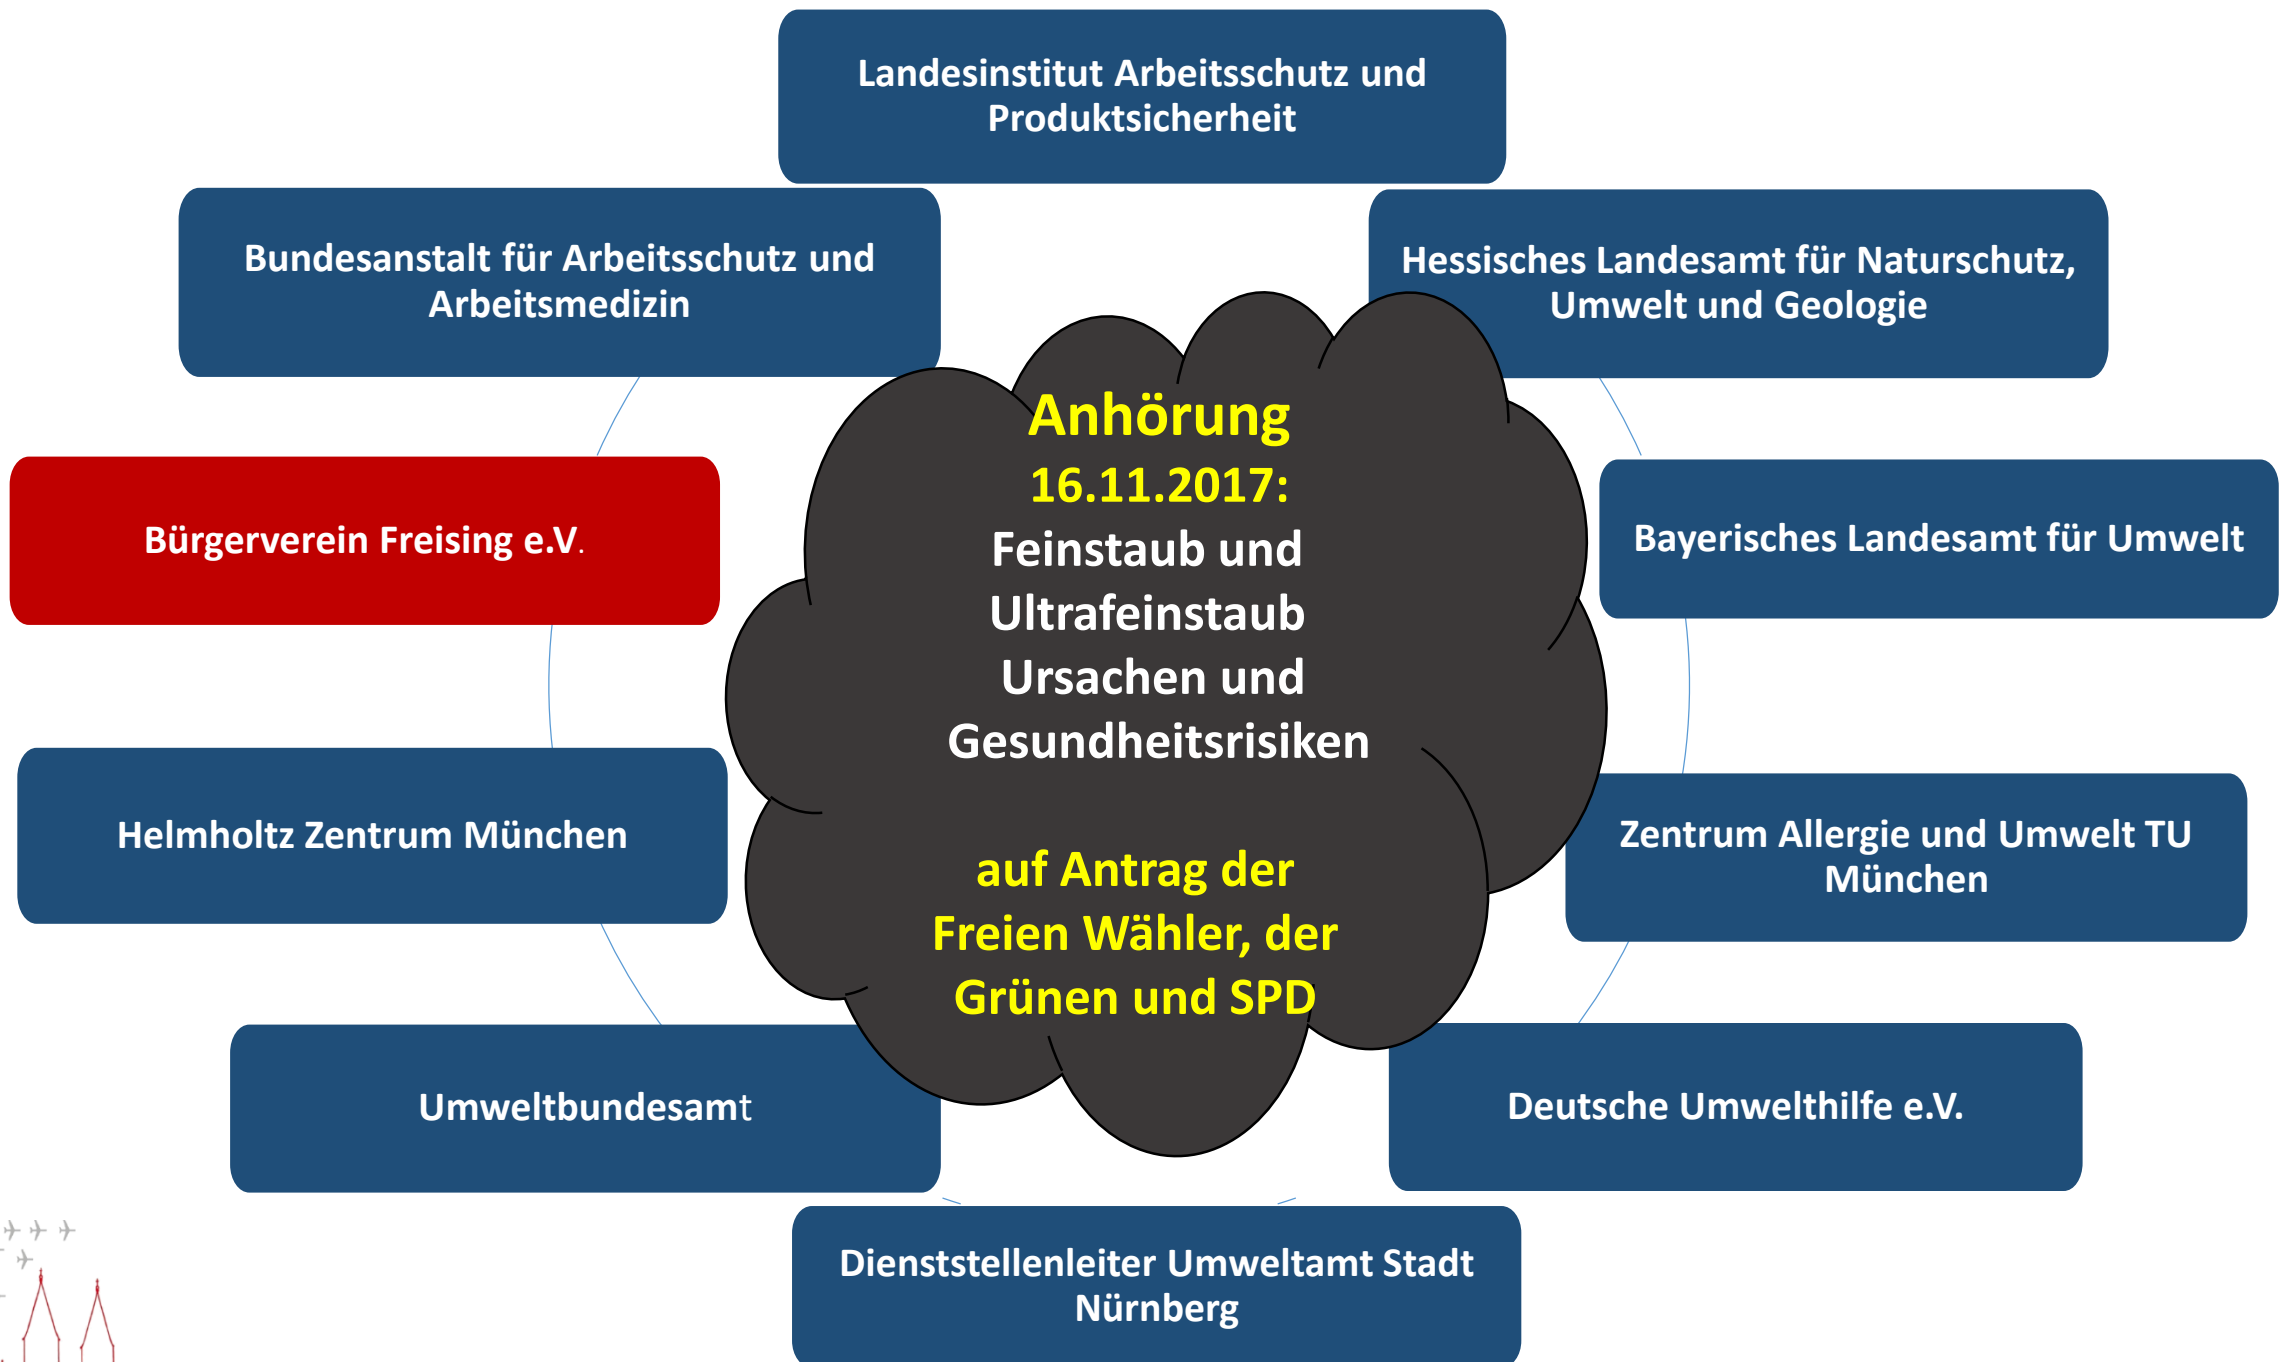 Landesinstitut Arbeitsschutz und
Produktsicherheit
Bundesanstalt für Arbeitsschutz und
Arbeitsmedizin
Hessisches Landesamt für Naturschutz,
Umwelt und Geologie
Anhörung
16.11.2017:
Feinstaub und
Ultrafeinstaub
Ursachen und
Gesundheitsrisiken
auf Antrag der
Freien Wähler, der
Grünen und SPD
Bürgerverein Freising e.V.
Bayerisches Landesamt für Umwelt
Helmholtz Zentrum München
Zentrum Allergie und Umwelt TU
München
Umweltbundesamt
Deutsche Umwelthilfe e.V.
Dienststellenleiter Umweltamt Stadt
Nürnberg